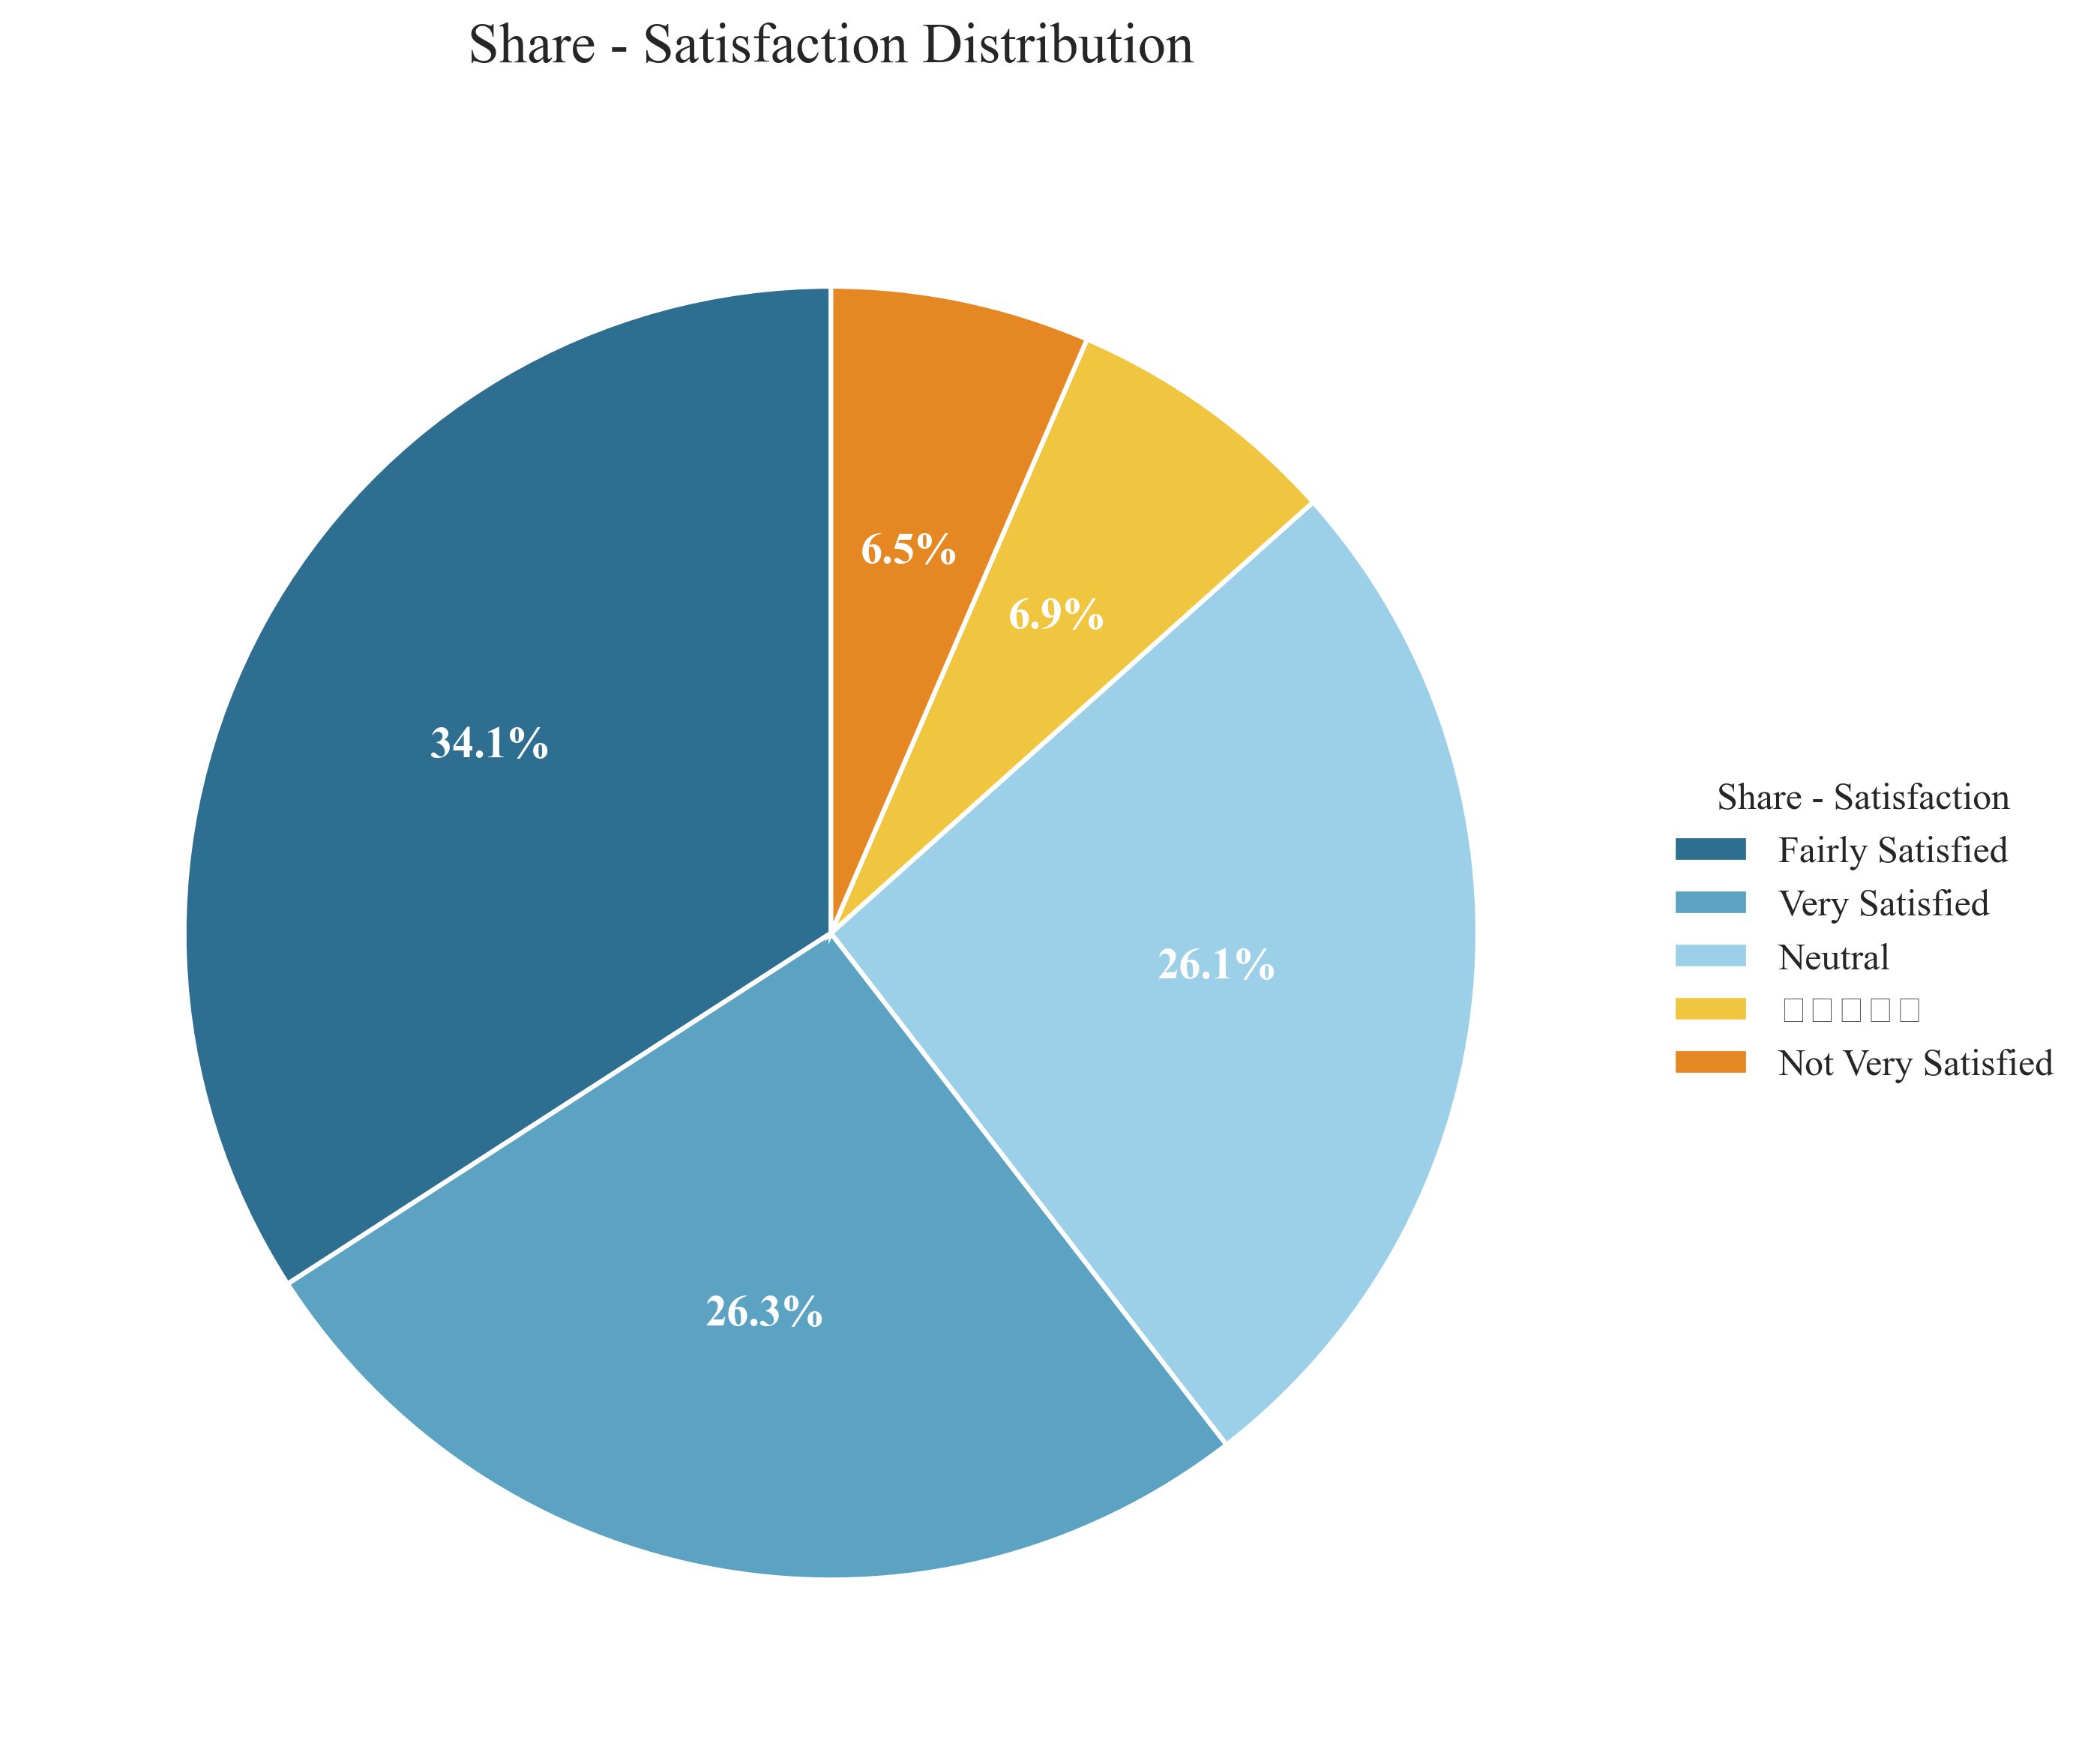 Share - Satisfaction Distribution
6.5%
6.9%
34.1%
26.1%
26.3%
Share - Satisfaction
Fairly Satisfied
Very Satisfied
Neutral
Not Very Satisfied